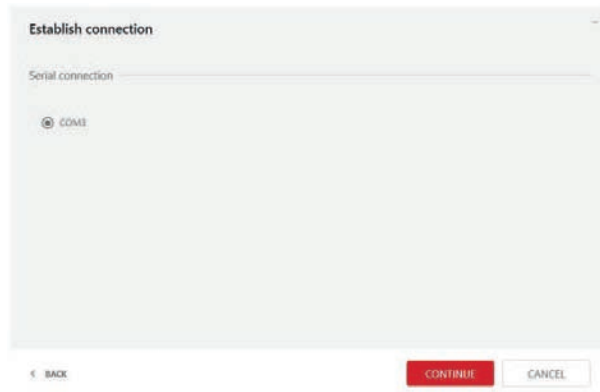 Establish connection
Serial connection
COM3
< BACK
CONTINUE
CANCEL